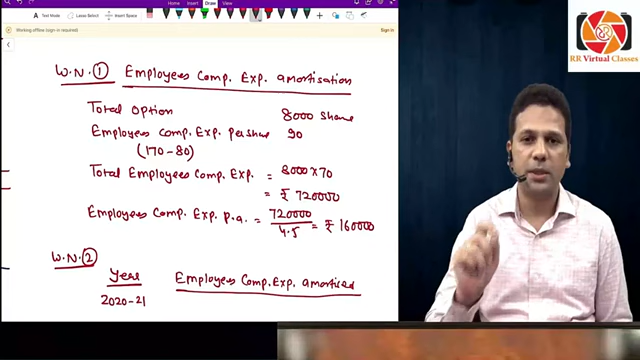 Home Insert Draw View
Text Mode Lasso Select Insert Space
Working offline (sign in required)
Sign in
RR Virtual Classes
W.N. 1 Employees Comp. Exp. amortisation
Total Option 8000 Share
Employees Comp. Exp. Per share 90
(170-80)
Total Employees Comp. Exp. = 8000x70
= ₹ 720000
Employees Comp. Exp. p.a. = 720000
4.5
= ₹ 160000
W.N. 2
Year Employees Comp. Exp. amortised
2020-21